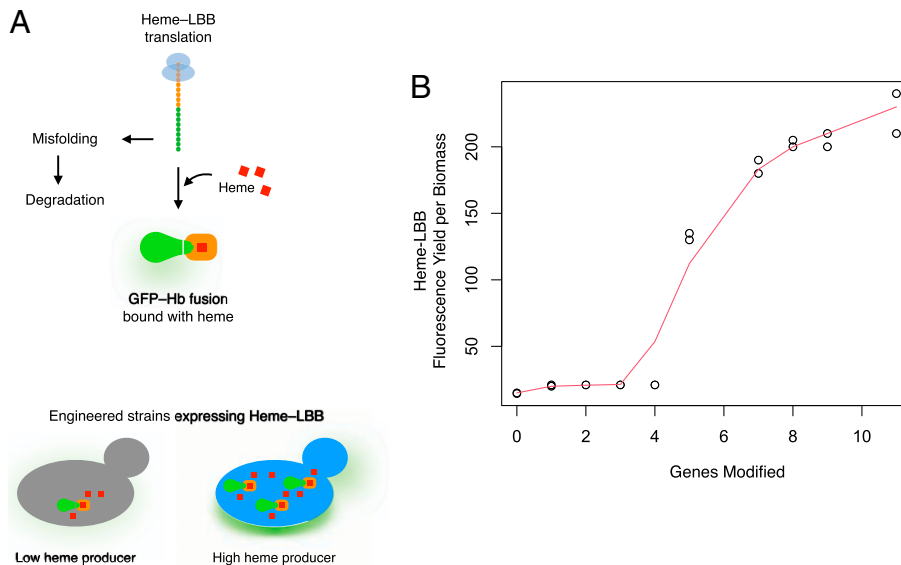 A
Heme–LBB
translation
Misfolding
Degradation
Heme
GFP–Hb fusion
bound with heme
Engineered strains expressing Heme–LBB
Low heme producer
High heme producer
B
Heme-LBB
Fluorescence Yield per Biomass
50
100
150
200
0
2
4
6
8
10
Genes Modified